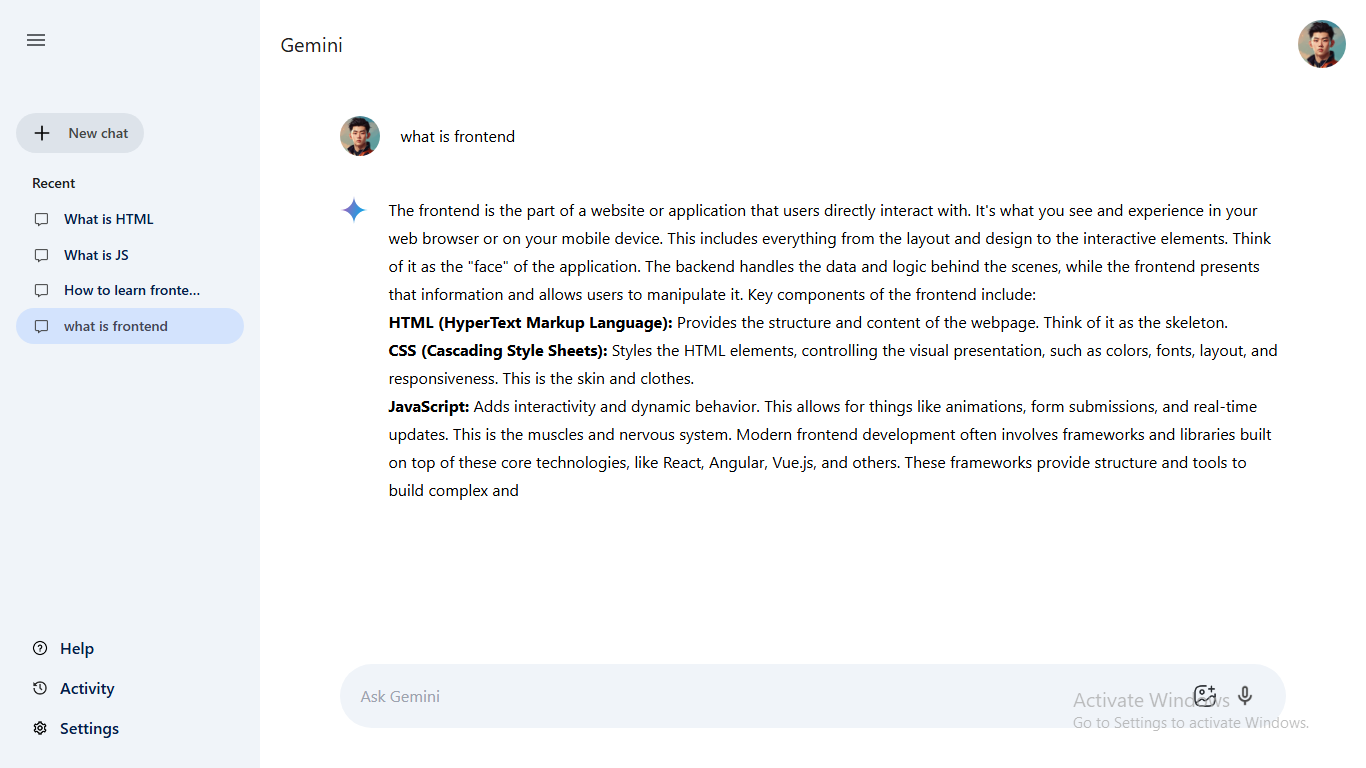 Gemini
New chat
Recent
What is HTML
What is JS
How to learn fronte...
what is frontend
Help
Activity
Settings
what is frontend
The frontend is the part of a website or application that users directly interact with. It's what you see and experience in your
web browser or on your mobile device. This includes everything from the layout and design to the interactive elements. Think
of it as the "face" of the application. The backend handles the data and logic behind the scenes, while the frontend presents
that information and allows users to manipulate it. Key components of the frontend include:
HTML (HyperText Markup Language): Provides the structure and content of the webpage. Think of it as the skeleton.
CSS (Cascading Style Sheets): Styles the HTML elements, controlling the visual presentation, such as colors, fonts, layout, and
responsiveness. This is the skin and clothes.
JavaScript: Adds interactivity and dynamic behavior. This allows for things like animations, form submissions, and real-time
updates. This is the muscles and nervous system. Modern frontend development often involves frameworks and libraries built
on top of these core technologies, like React, Angular, Vue.js, and others. These frameworks provide structure and tools to
build complex and
Ask Gemini
Activate Windows
Go to Settings to activate Windows.